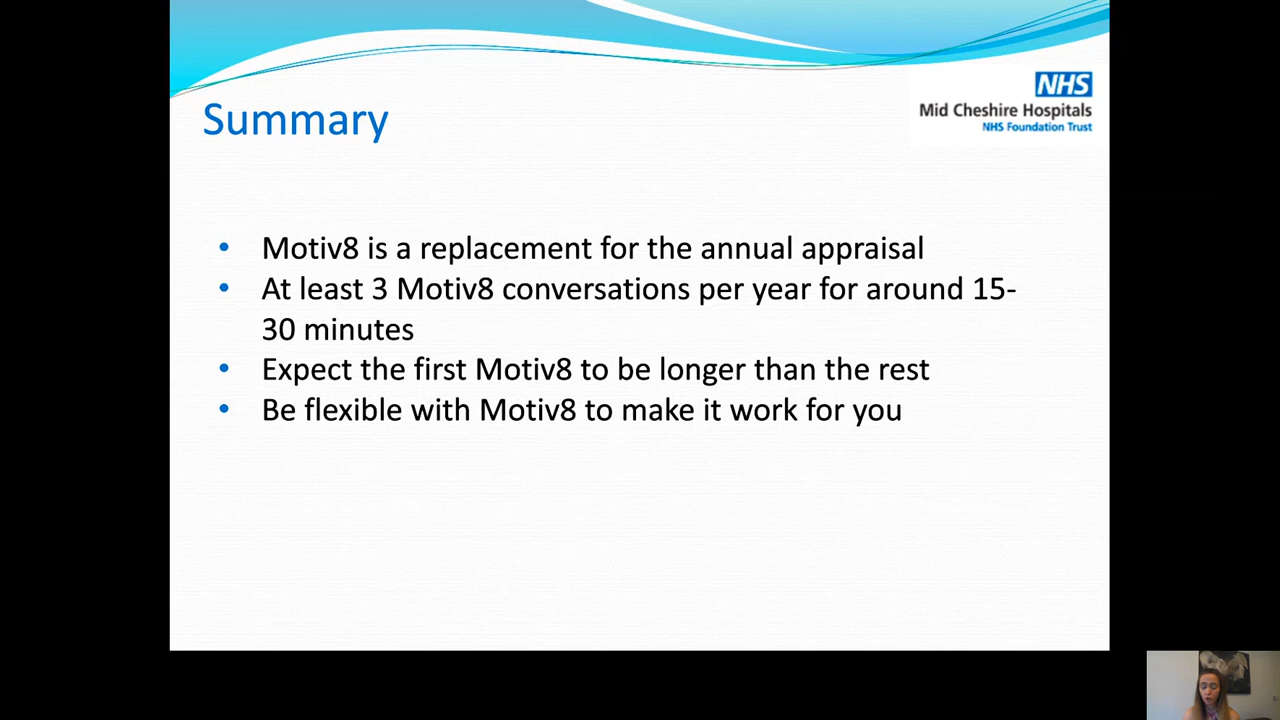 NHS
Mid Cheshire Hospitals
NHS Foundation Trust
Summary
• Motiv8 is a replacement for the annual appraisal
• At least 3 Motiv8 conversations per year for around 15-
30 minutes
• Expect the first Motiv8 to be longer than the rest
• Be flexible with Motiv8 to make it work for you